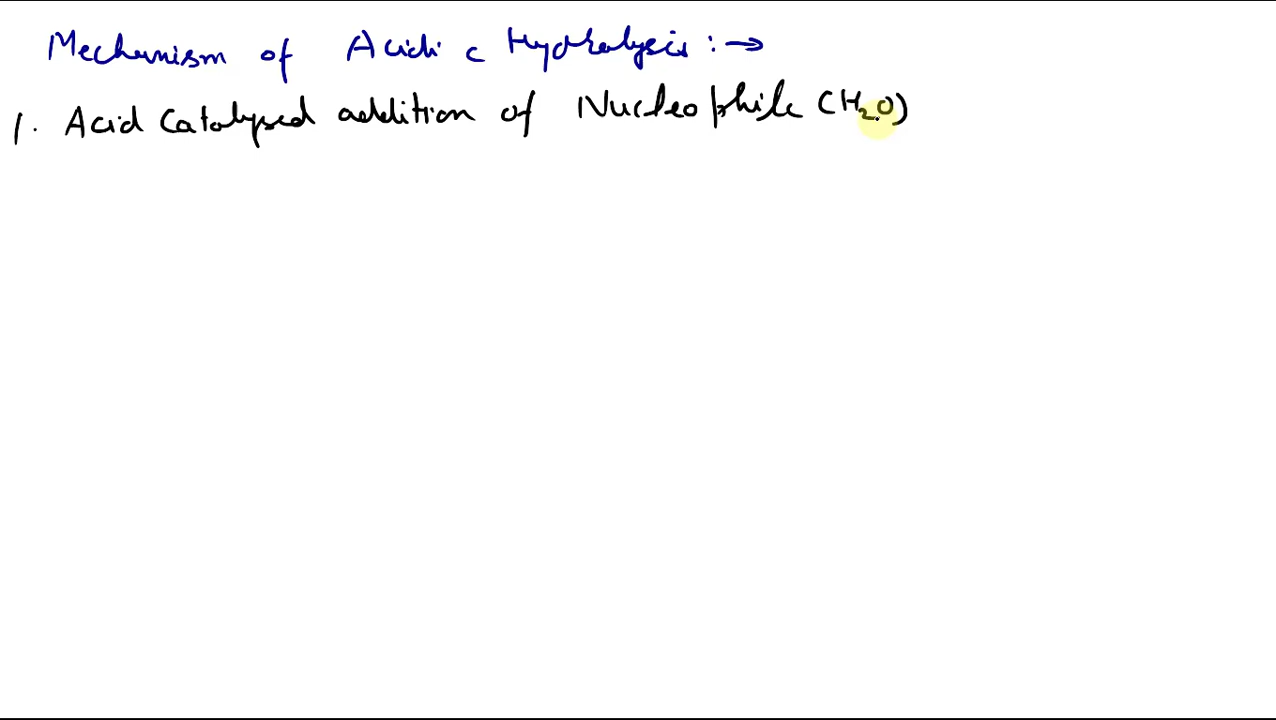 Mechanism of Acidic Hydrolysis :→
1. Acid Catalysed addition of Nucleophile (H2O)